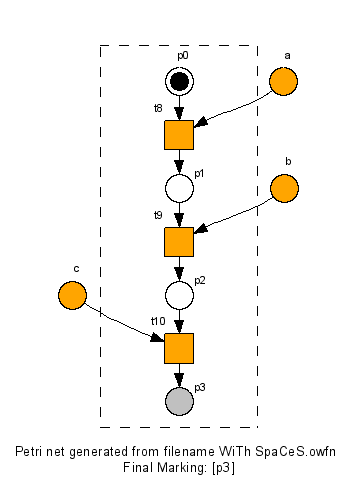 p0
a
t8
p1
b
t9
p2
c
t10
p3
Petri net generated from filename WiTh SpaCeS.owfn
Final Marking: [p3]